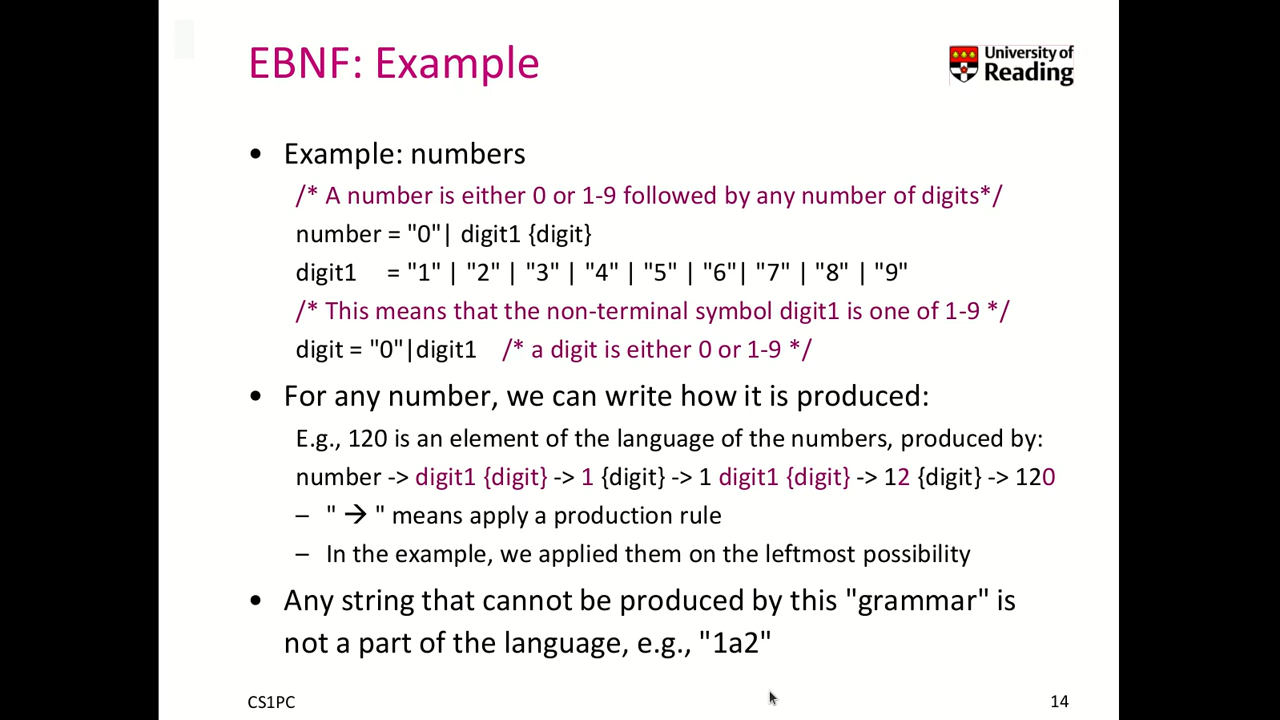 EBNF: Example
University of
Reading
• Example: numbers
/* A number is either 0 or 1-9 followed by any number of digits*/
number = "0"| digit1 {digit}
digit1 = "1" | "2" | "3" | "4" | "5" | "6"| "7" | "8" | "9"
/* This means that the non-terminal symbol digit1 is one of 1-9 */
digit = "0"|digit1 /* a digit is either 0 or 1-9 */
• For any number, we can write how it is produced:
E.g., 120 is an element of the language of the numbers, produced by:
number -> digit1 {digit} -> 1 {digit} -> 1 digit1 {digit} -> 12 {digit} -> 120
– " → " means apply a production rule
– In the example, we applied them on the leftmost possibility
• Any string that cannot be produced by this "grammar" is
not a part of the language, e.g., "1a2"
CS1PC
14